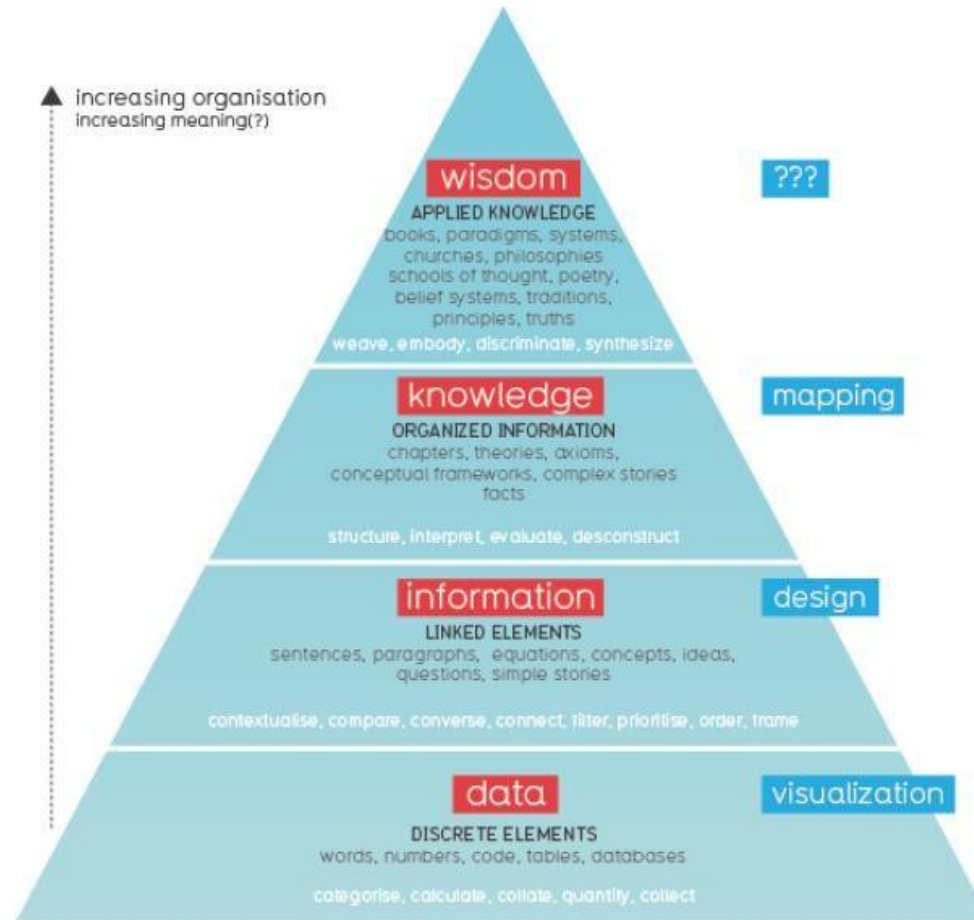 increasing organisation
increasing meaning(?)
wisdom
???
APPLIED KNOWLEDGE
books, paradigms, systems,
churches, philosophies
schools of thought, poetry,
belief systems, traditions,
principles, truths
weave, embody, discriminate, synthesize
knowledge
mapping
ORGANIZED INFORMATION
chapters, theories, axioms,
conceptual frameworks, complex stories
facts
structure, interpret, evaluate, desconstruct
information
design
LINKED ELEMENTS
sentences, paragraphs, equations, concepts, ideas,
questions, simple stories
contextualise, compare, converse, connect, filter, prioritise, order, frame
data
visualization
DISCRETE ELEMENTS
words, numbers, code, tables, databases
categorise, calculate, collate, quantify, collect